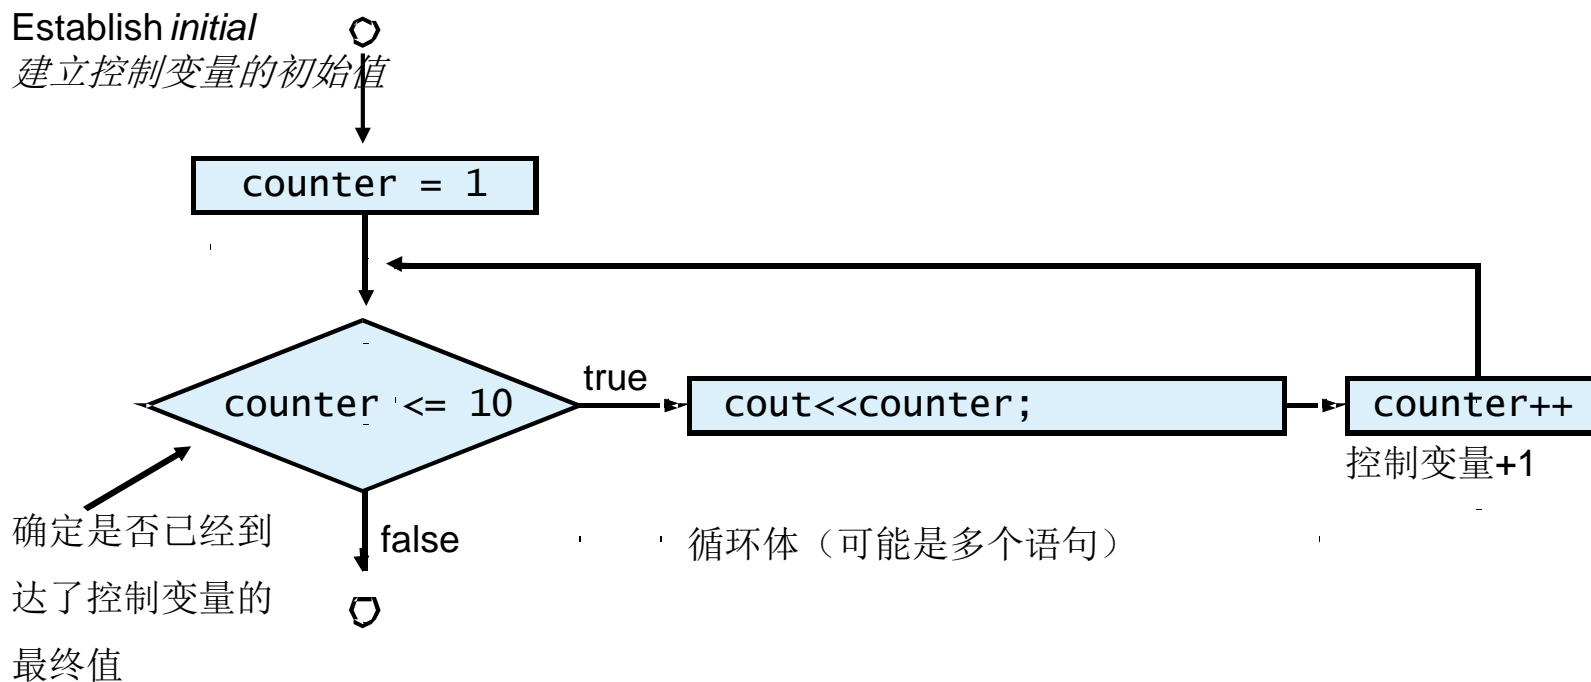 Establish initial
建立控制变量的初始值
counter = 1
counter <= 10
true
cout<<counter;
counter++
控制变量+1
确定是否已经到
达了控制变量的
最终值
false
循环体（可能是多个语句）